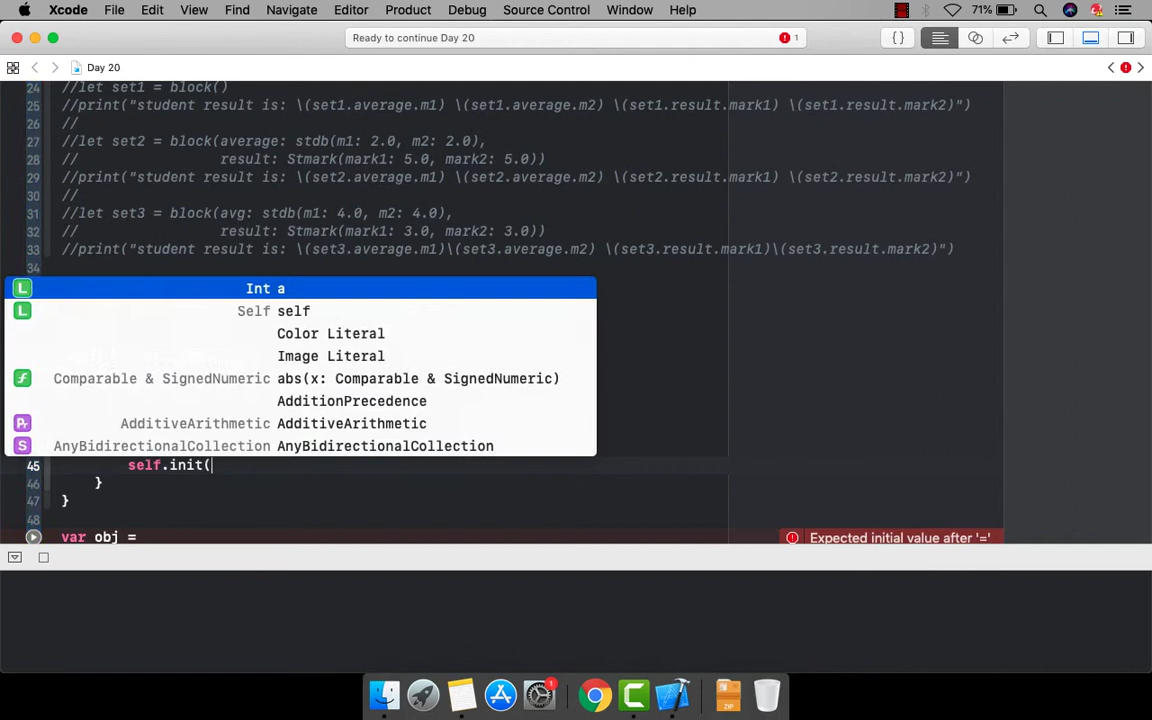 Xcode File Edit View Find Navigate Editor Product Debug Source Control Window Help 71%
Ready to continue Day 20 1
Day 20
24 //let set1 = block()
25 //print("student result is: \(set1.average.m1) \(set1.average.m2) \(set1.result.mark1) \(set1.result.mark2)")
26 //
27 //let set2 = block(average: stdb(m1: 2.0, m2: 2.0),
28 // result: Stmark(mark1: 5.0, mark2: 5.0))
29 //print("student result is: \(set2.average.m1) \(set2.average.m2) \(set2.result.mark1) \(set2.result.mark2)")
30 //
31 //let set3 = block(avg: stdb(m1: 4.0, m2: 4.0),
32 // result: Stmark(mark1: 3.0, mark2: 3.0))
33 //print("student result is: \(set3.average.m1)\(set3.average.m2) \(set3.result.mark1)\(set3.result.mark2)")
34
L Int a
L Self self
Color Literal
Image Literal
f Comparable & SignedNumeric abs(x: Comparable & SignedNumeric)
AdditionPrecedence
Pr AdditiveArithmetic AdditiveArithmetic
S AnyBidirectionalCollection AnyBidirectionalCollection
45 self.init(
46 }
47 }
48
var obj = Expected initial value after '='
1
ZIP